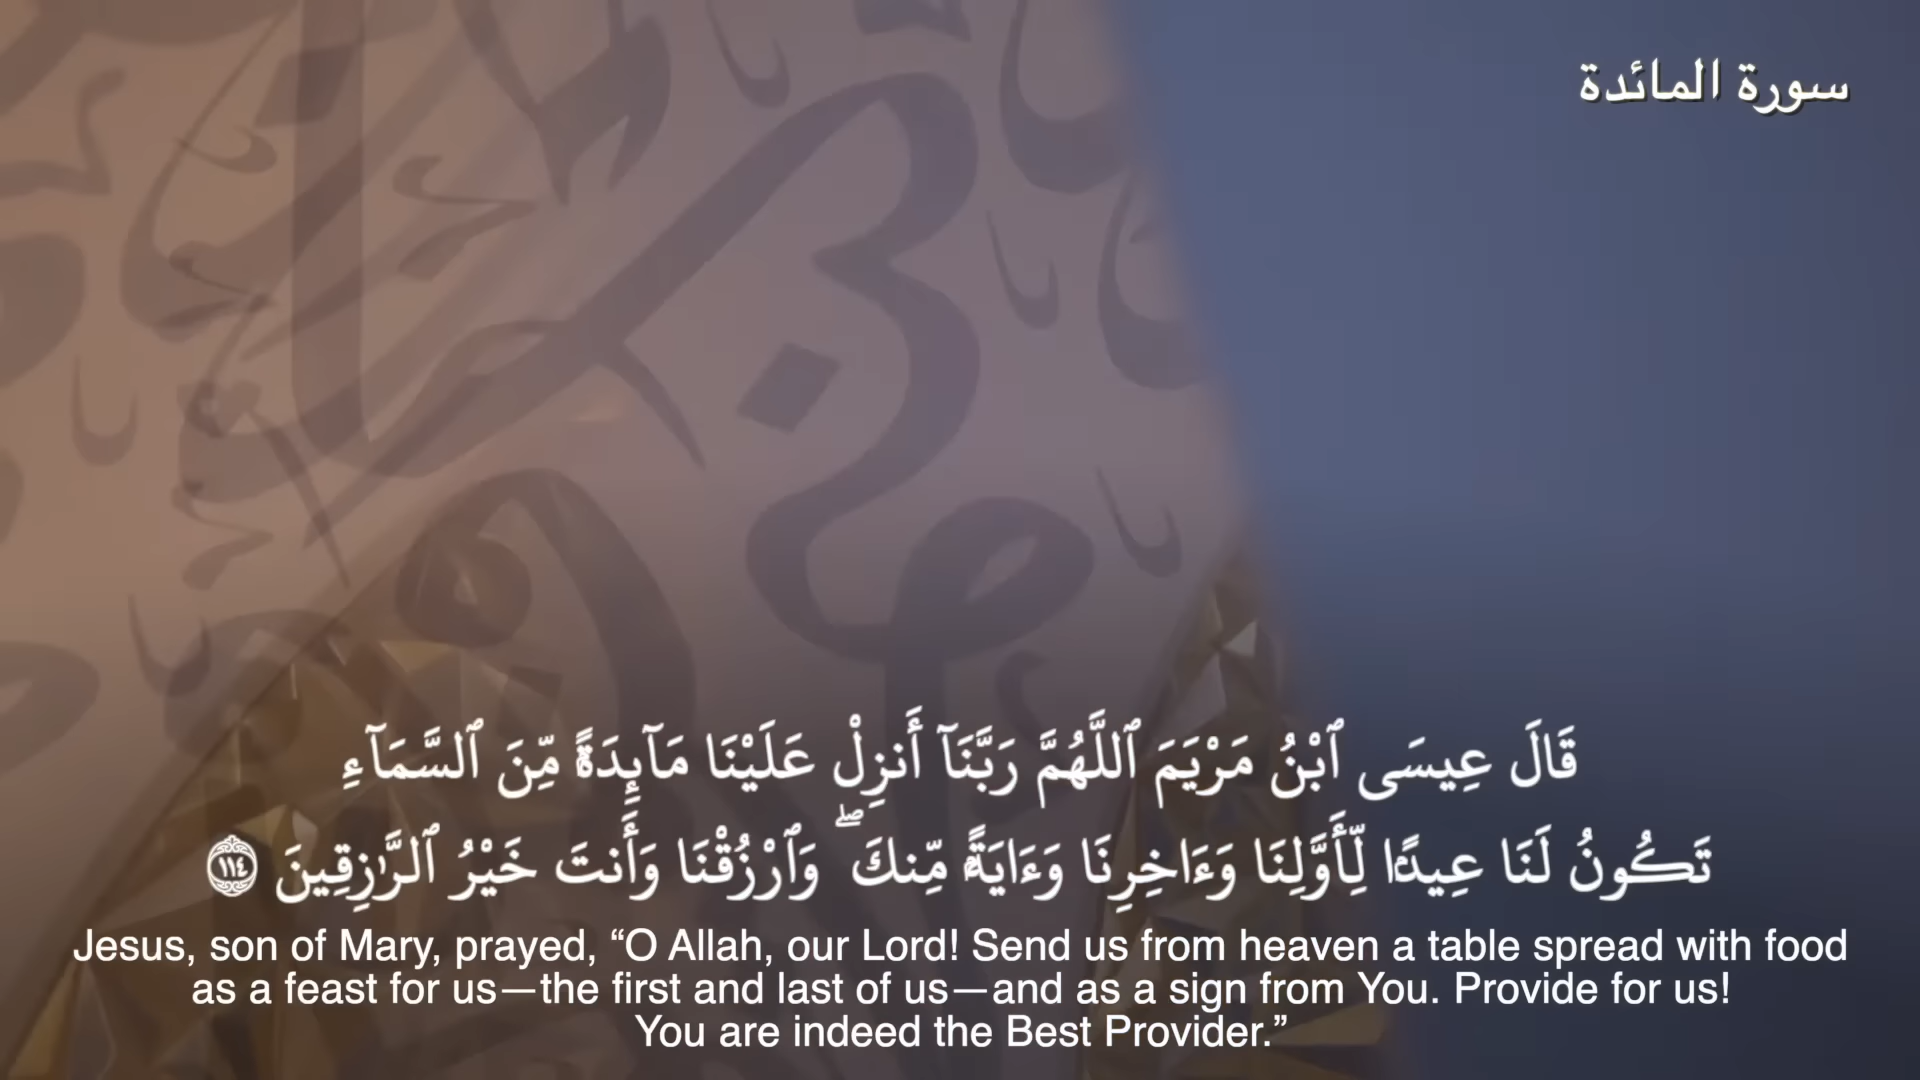 سورة المائدة
قَالَ عِيسَى ٱبْنُ مَرْيَمَ ٱللَّهُمَّ رَبَّنَآ أَنزِلْ عَلَيْنَا مَآئِدَةً مِّنَ ٱلسَّمَآءِ
تَكُونُ لَنَا عِيدًا لِّأَوَّلِنَا وَءَاخِرِنَا وَءَايَةً مِّنكَ ۖ وَٱرْزُقْنَا وَأَنتَ خَيْرُ ٱلرَّٰزِقِينَ ١١٤
Jesus, son of Mary, prayed, “O Allah, our Lord! Send us from heaven a table spread with food
as a feast for us—the first and last of us—and as a sign from You. Provide for us!
You are indeed the Best Provider.”